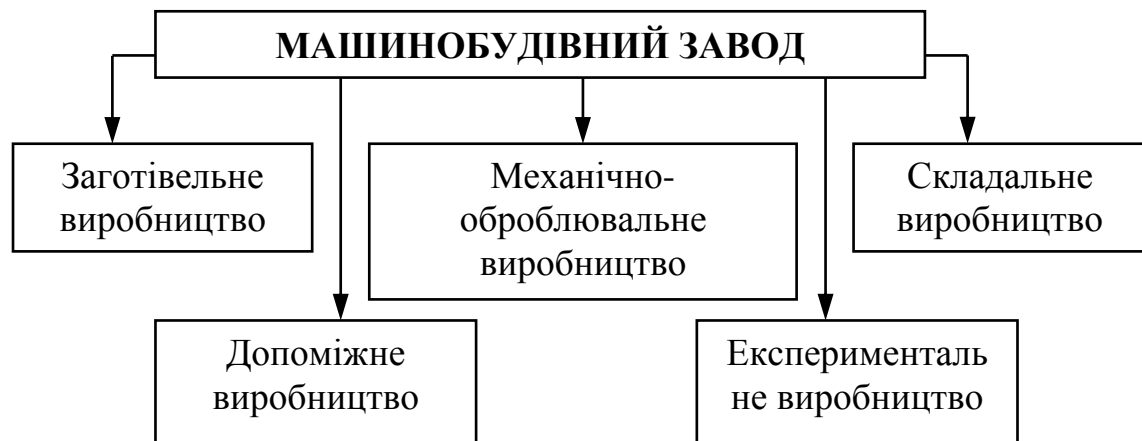 МАШИНОБУДІВНИЙ ЗАВОД
Заготівельне
виробництво
Механічно-
оброблювальне
виробництво
Складальне
виробництво
Допоміжне
виробництво
Експерименталь
не виробництво